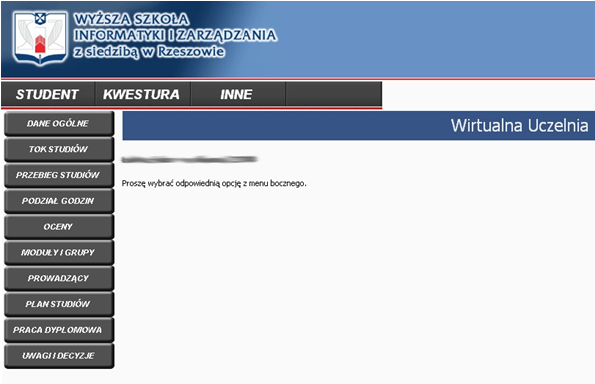 WYŻSZA SZKOŁA
INFORMATYKI I ZARZĄDZANIA
z siedzibą w Rzeszowie
STUDENT KWESTURA INNE
Wirtualna Uczelnia
Proszę wybrać odpowiednią opcję z menu bocznego.
DANE OGÓLNE
TOK STUDIÓW
PRZEBIEG STUDIÓW
PODZIAŁ GODZIN
OCENY
MODUŁY I GRUPY
PROWADZĄCY
PLAN STUDIÓW
PRACA DYPLOMOWA
UWAGI I DECYZJE